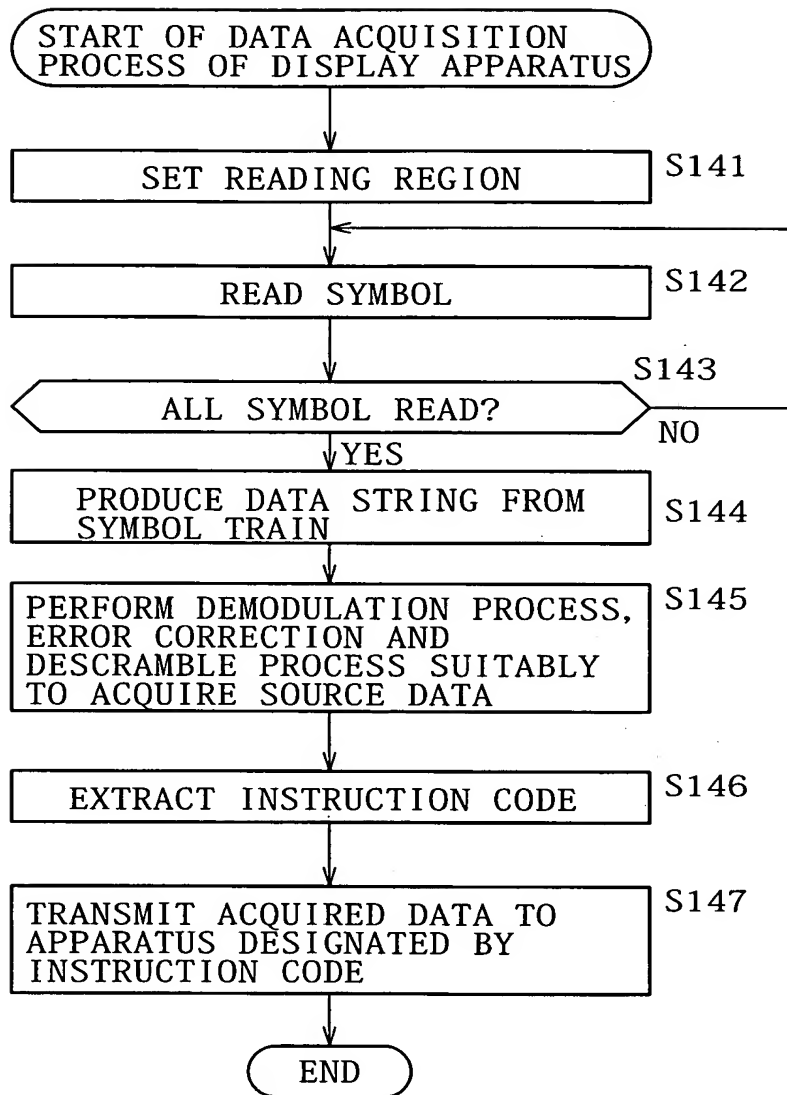 START OF DATA ACQUISITION
PROCESS OF DISPLAY APPARATUS
S141
SET READING REGION
S142
READ SYMBOL
S143
ALL SYMBOL READ?
NO
YES
PRODUCE DATA STRING FROM
SYMBOL TRAIN
S144
PERFORM DEMODULATION PROCESS,
ERROR CORRECTION AND
DESCRAMBLE PROCESS SUITABLY
TO ACQUIRE SOURCE DATA
S145
EXTRACT INSTRUCTION CODE
S146
TRANSMIT ACQUIRED DATA TO
APPARATUS DESIGNATED BY
INSTRUCTION CODE
S147
END